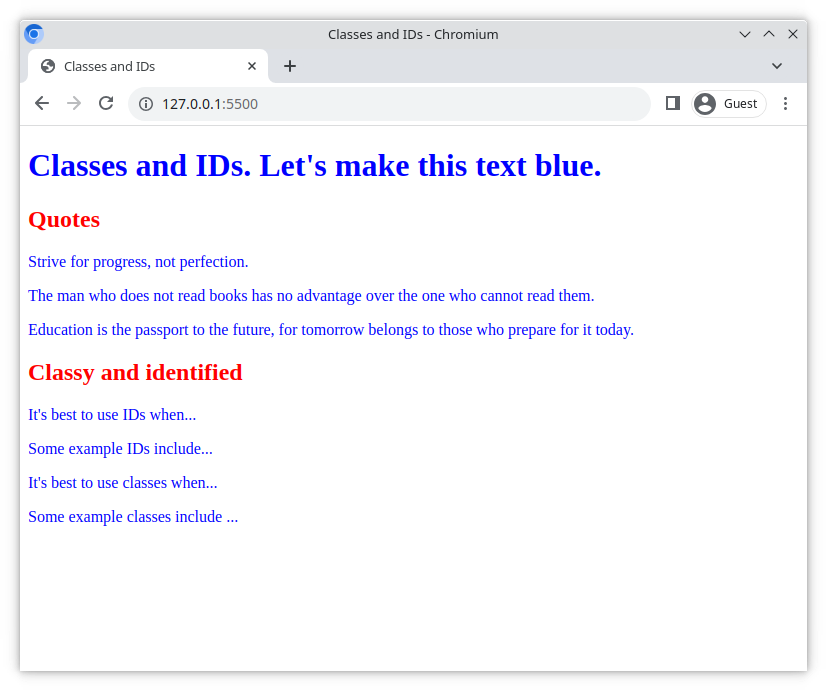 Classes and IDs - Chromium
Classes and IDs
127.0.0.1:5500
Guest
Classes and IDs. Let's make this text blue.
Quotes
Strive for progress, not perfection.
The man who does not read books has no advantage over the one who cannot read them.
Education is the passport to the future, for tomorrow belongs to those who prepare for it today.
Classy and identified
It's best to use IDs when...
Some example IDs include...
It's best to use classes when...
Some example classes include ...